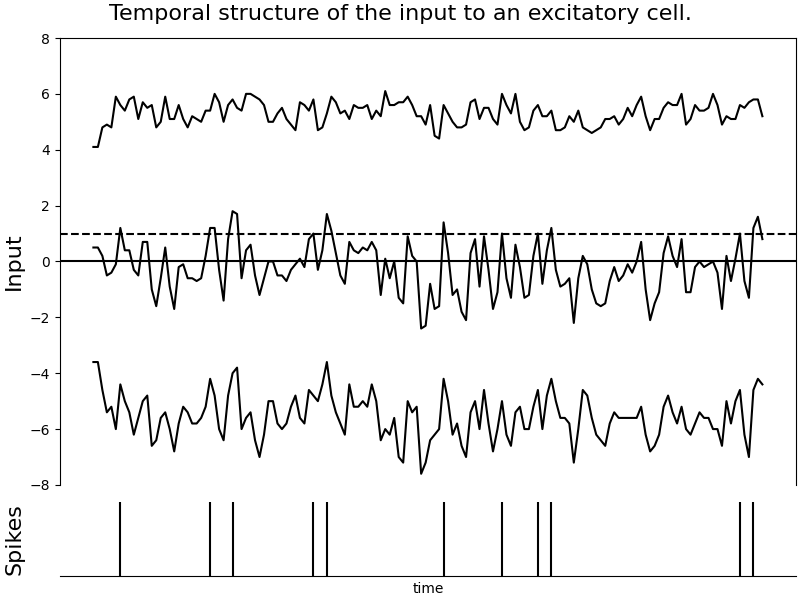 Temporal structure of the input to an excitatory cell.
8
6
4
2
0
−2
−4
−6
−8
Input
Spikes
time